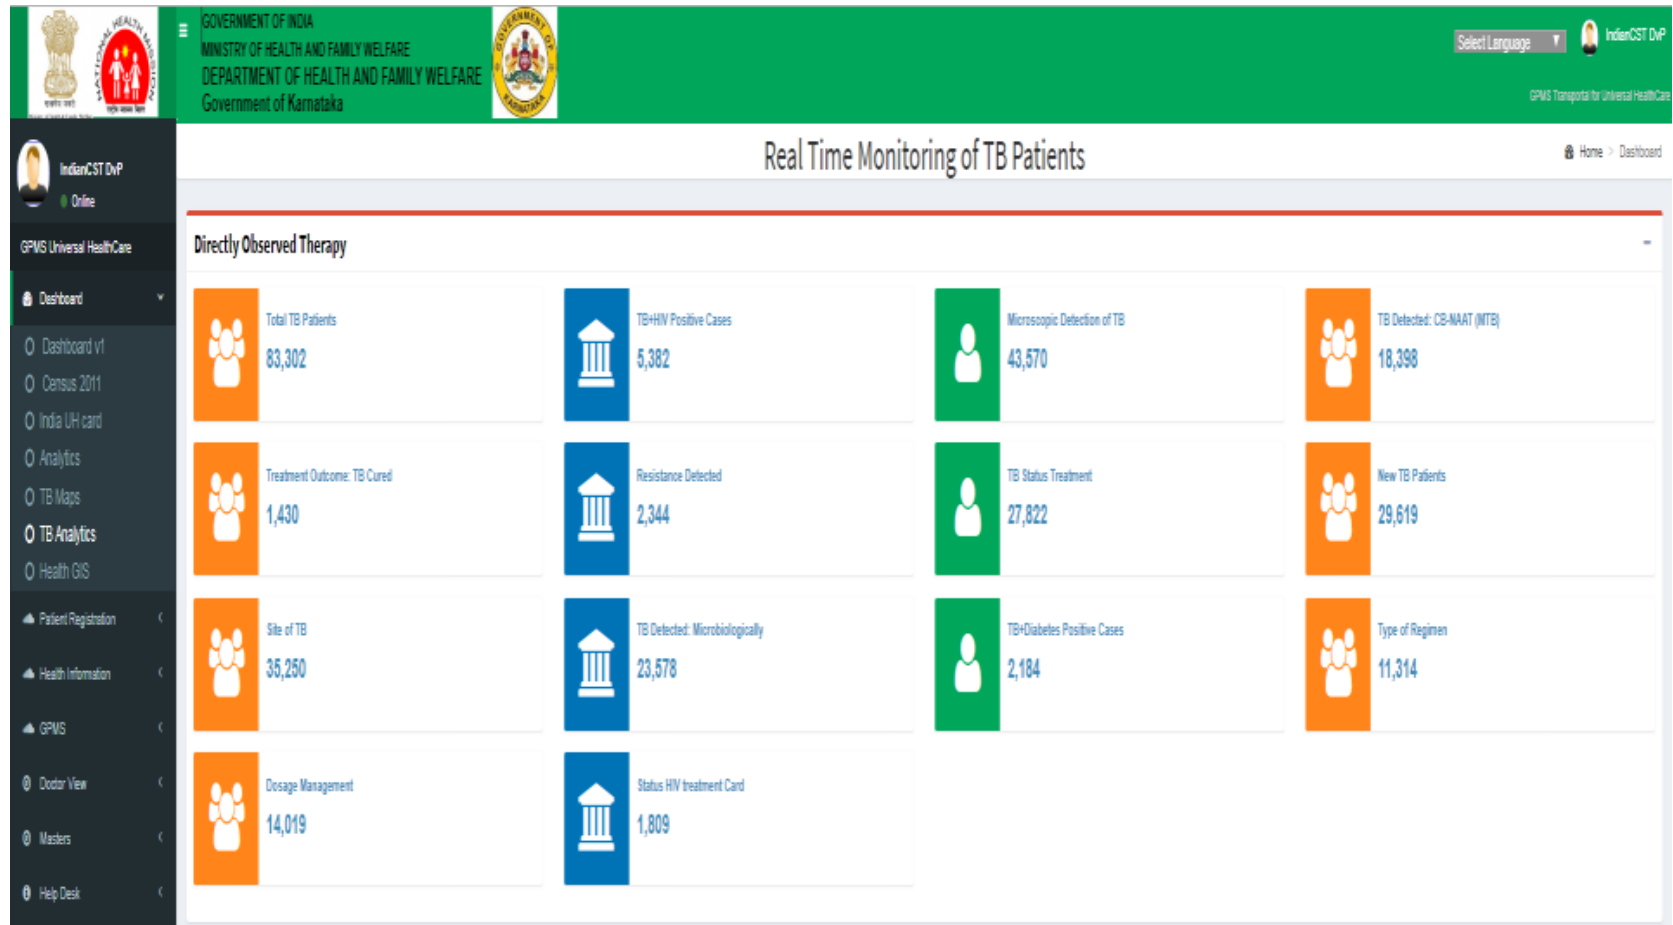 NATIONAL HEALTH MISSION
GOVERNMENT OF INDIA
MINISTRY OF HEALTH AND FAMILY WELFARE
DEPARTMENT OF HEALTH AND FAMILY WELFARE
Government of Karnataka
GOVERNMENT OF
KARNATAKA
Select Language
IndianCST DvP
GPMS Transportal for Universal HealthCare
IndianCST DvP
Online
GPMS Universal HealthCare
Dashboard
Dashboard v1
Census 2011
India UH card
Analytics
TB Maps
TB Analytics
Health GIS
Patient Registration
Health Information
GPMS
Doctor View
Masters
Help Desk
Real Time Monitoring of TB Patients
Home > Dashboard
Directly Observed Therapy
Total TB Patients
83,302
TB+HIV Positive Cases
5,382
Microscopic Detection of TB
43,570
TB Detected: CB-NAAT (MTB)
18,398
Treatment Outcome: TB Cured
1,430
Resistance Detected
2,344
TB Status Treatment
27,822
New TB Patients
29,619
Site of TB
35,250
TB Detected: Microbiologically
23,578
TB+Diabetes Positive Cases
2,184
Type of Regimen
11,314
Dosage Management
14,019
Status HIV treatment Card
1,809